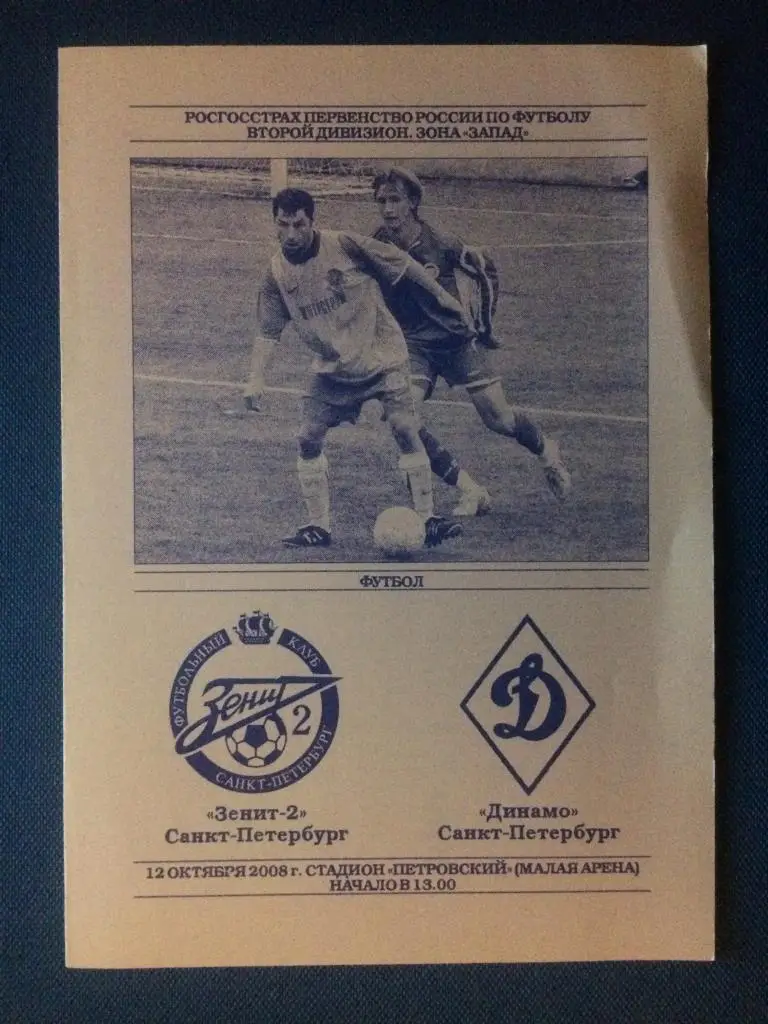 РОСГОССТРАХ ПЕРВЕНСТВО РОССИИ ПО ФУТБОЛУ
ВТОРОЙ ДИВИЗИОН. ЗОНА «ЗАПАД»
ФУТБОЛ
ФУТБОЛЬНЫЙ КЛУБ
Зенит 2
САНКТ-ПЕТЕРБУРГ
Д
«Зенит-2»
Санкт-Петербург
«Динамо»
Санкт-Петербург
12 ОКТЯБРЯ 2008 г. СТАДИОН «ПЕТРОВСКИЙ» (МАЛАЯ АРЕНА)
НАЧАЛО В 13.00